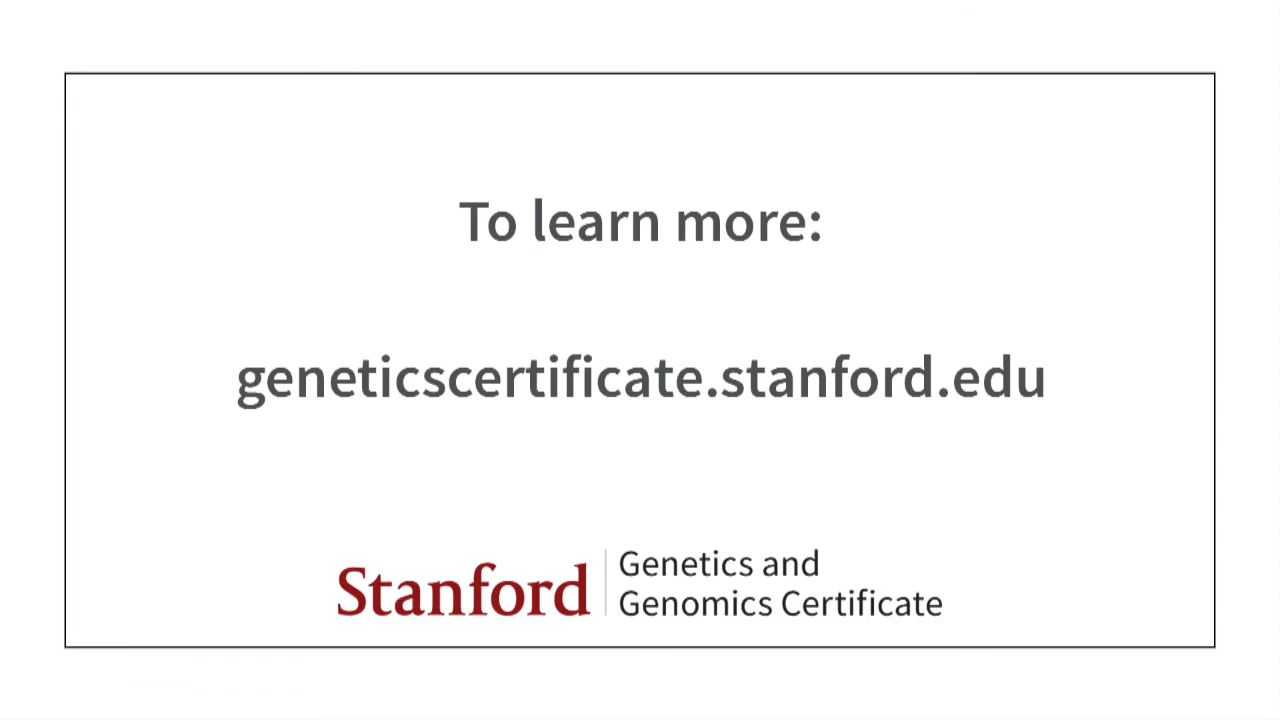 To learn more:
geneticscertificate.stanford.edu
Stanford
Genetics and
Genomics Certificate